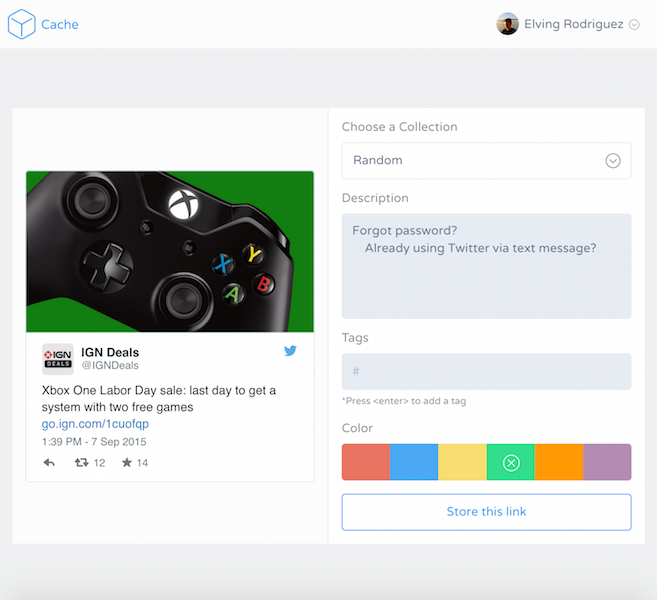 Cache
Elving Rodriguez
Choose a Collection
Random
Description
Forgot password?
Already using Twitter via text message?
Tags
#
*Press <enter> to add a tag
Color
Store this link
X
Y
A
B
IGN
DEALS
IGN Deals
@IGNDeals
Xbox One Labor Day sale: last day to get a
system with two free games
go.ign.com/1cuofqp
1:39 PM - 7 Sep 2015
12
14